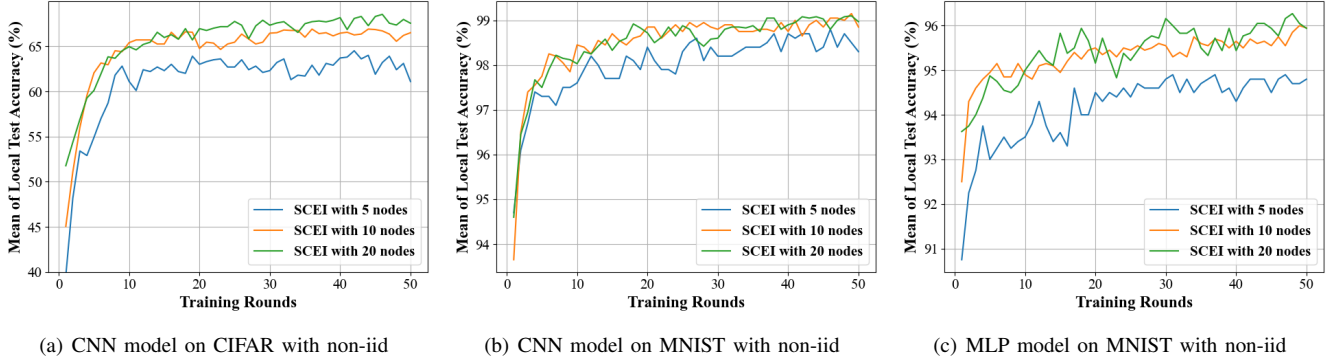 Mean of Local Test Accuracy (%)
65
60
55
50
45
40
0 10 20 30 40 50
Training Rounds
SCEI with 5 nodes
SCEI with 10 nodes
SCEI with 20 nodes
(a) CNN model on CIFAR with non-iid
Mean of Local Test Accuracy (%)
99
98
97
96
95
94
0 10 20 30 40 50
Training Rounds
SCEI with 5 nodes
SCEI with 10 nodes
SCEI with 20 nodes
(b) CNN model on MNIST with non-iid
Mean of Local Test Accuracy (%)
96
95
94
93
92
91
0 10 20 30 40 50
Training Rounds
SCEI with 5 nodes
SCEI with 10 nodes
SCEI with 20 nodes
(c) MLP model on MNIST with non-iid